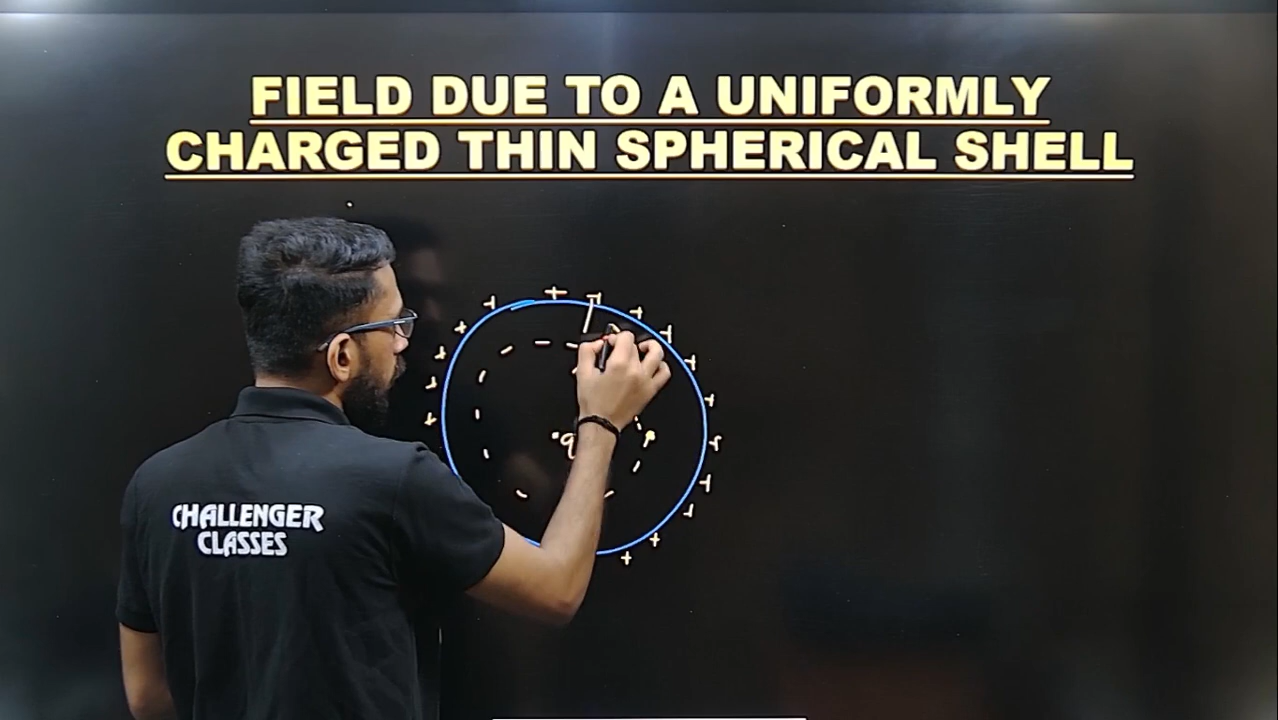 FIELD DUE TO A UNIFORMLY
CHARGED THIN SPHERICAL SHELL
q
CHALLENGER
CLASSES